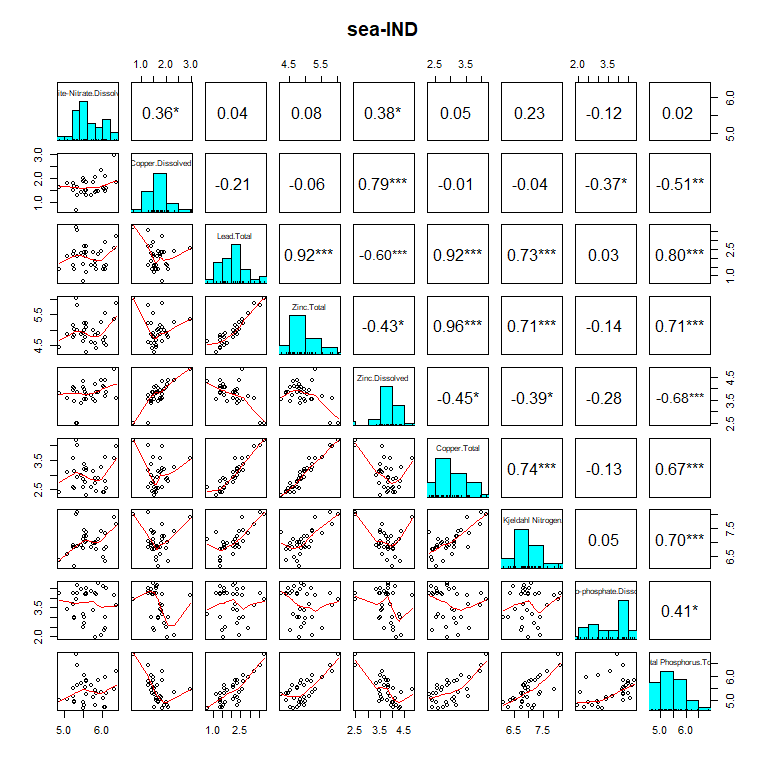 sea-IND
1.0 2.0 3.0 4.5 5.5 2.5 3.5 2.0 3.5
ite-Nitrate.Dissolv 0.36* 0.04 0.08 0.38* 0.05 0.23 -0.12 0.02 5.0 6.0
1.0 2.0 3.0 Copper.Dissolved -0.21 -0.06 0.79*** -0.01 -0.04 -0.37* -0.51**
Lead.Total 0.92*** -0.60*** 0.92*** 0.73*** 0.03 0.80*** 1.0 2.5
4.5 5.5 Zinc.Total -0.43* 0.96*** 0.71*** -0.14 0.71***
Zinc.Dissolved -0.45* -0.39* -0.28 -0.68*** 2.5 3.5 4.5
2.5 3.5 Copper.Total 0.74*** -0.13 0.67***
Kjeldahl Nitrogen 0.05 0.70*** 6.5 7.5
2.0 3.5 o-phosphate.Disso 0.41*
tal Phosphorus,To 5.0 6.0
5.0 6.0 1.0 2.5 2.5 3.5 4.5 6.5 7.5 5.0 6.0